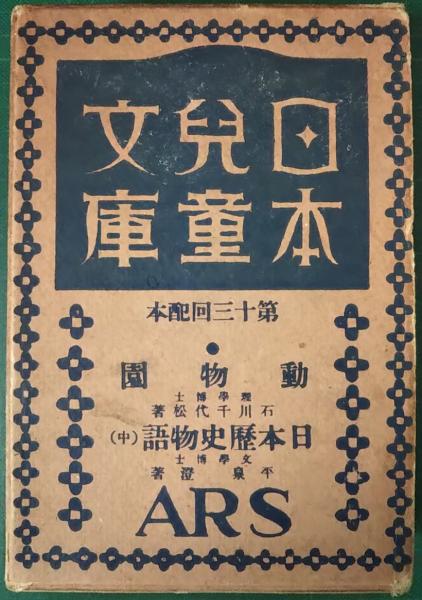 日本
兒童
文庫
第十三回配本
動物園
理學博士
石川千代松著
日本歷史物語(中)
文學博士
平泉澄著
ARS